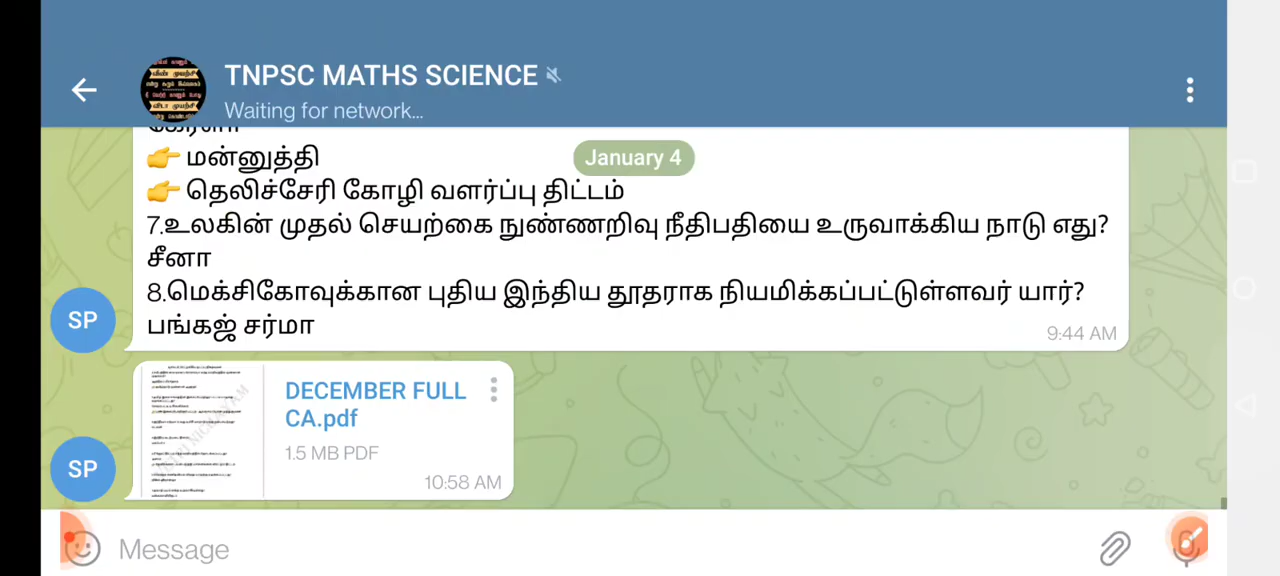 TNPSC MATHS SCIENCE
Waiting for network...
கேரளா
👉 மன்னுத்தி
January 4
👉 தெலிச்சேரி கோழி வளர்ப்பு திட்டம்
7.உலகின் முதல் செயற்கை நுண்ணறிவு நீதிபதியை உருவாக்கிய நாடு எது?
சீனா
8.மெக்சிகோவுக்கான புதிய இந்திய தூதராக நியமிக்கப்பட்டுள்ளவர் யார்?
பங்கஜ் சர்மா
9:44 AM
SP
DECEMBER FULL
CA.pdf
1.5 MB PDF
10:58 AM
SP
Message